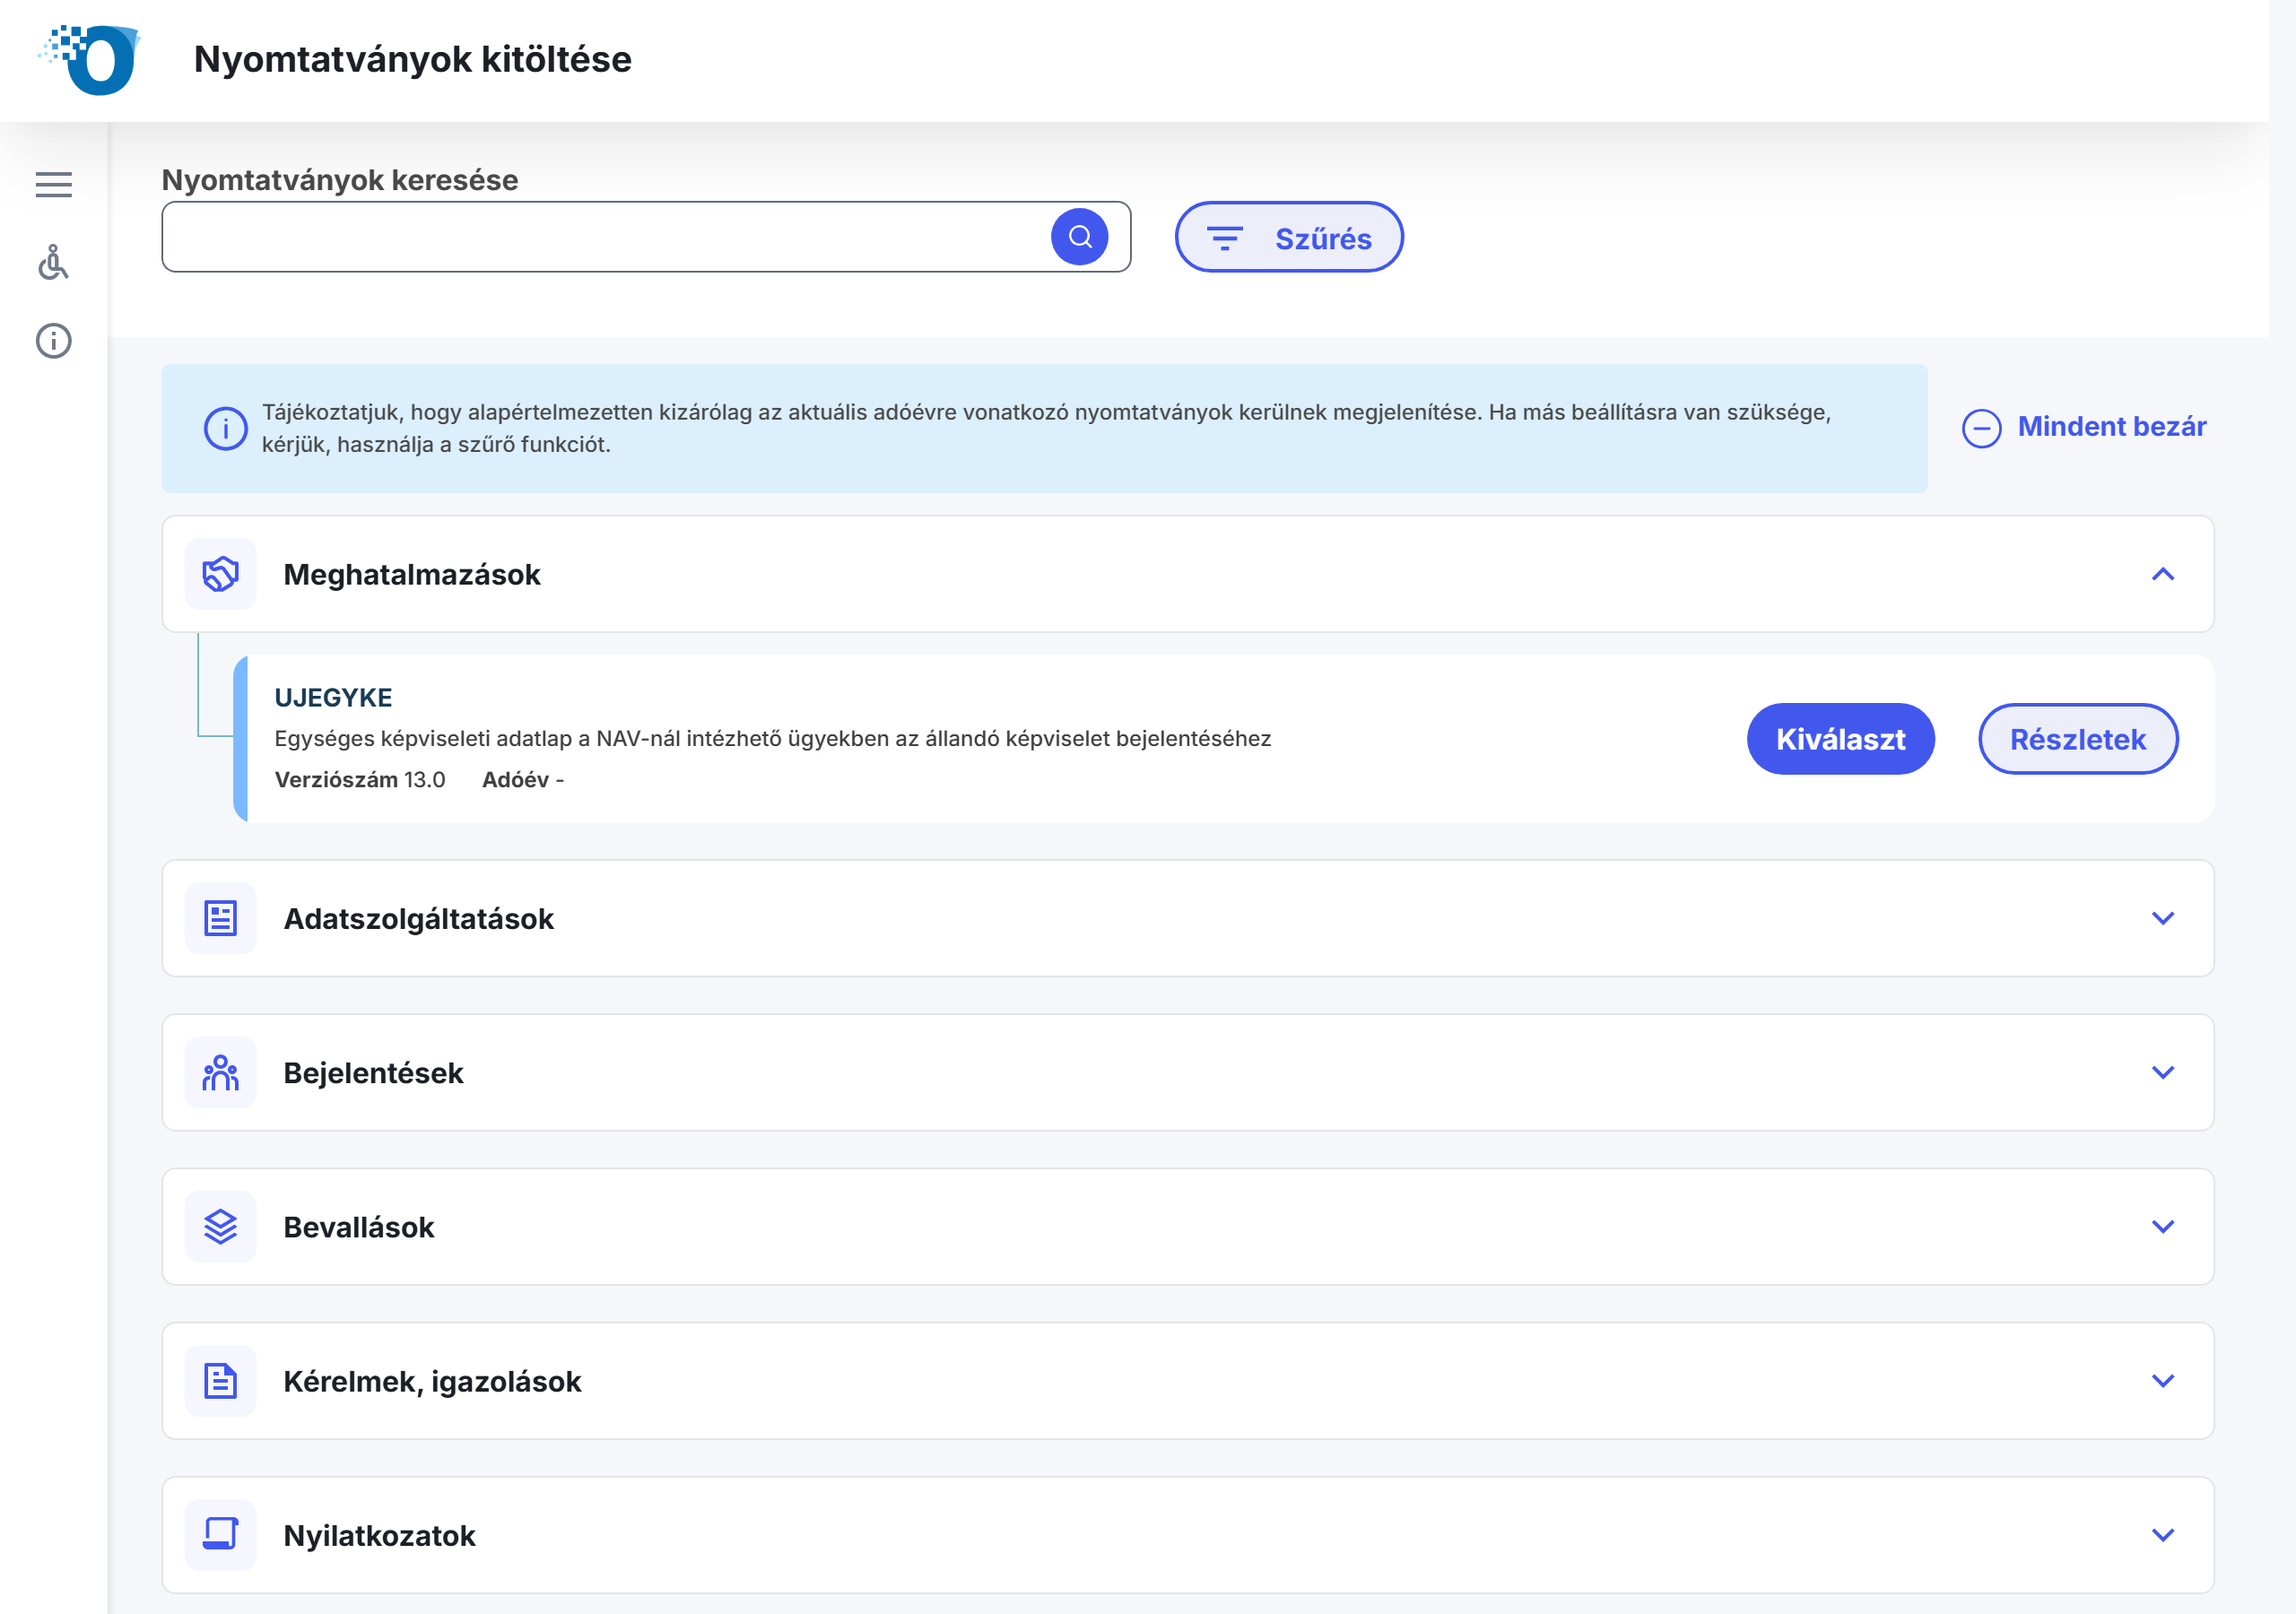 Nyomtatványok kitöltése
Nyomtatványok keresése
Szűrés
Tájékoztatjuk, hogy alapértelmezetten kizárólag az aktuális adóévre vonatkozó nyomtatványok kerülnek megjelenítése. Ha más beállításra van szüksége,
kérjük, használja a szűrő funkciót.
Mindent bezár
Meghatalmazások
UJEGYKE
Egységes képviseleti adatlap a NAV-nál intézhető ügyekben az állandó képviselet bejelentéséhez
Verziószám 13.0 Adóév -
Kiválaszt
Részletek
Adatszolgáltatások
Bejelentések
Bevallások
Kérelmek, igazolások
Nyilatkozatok